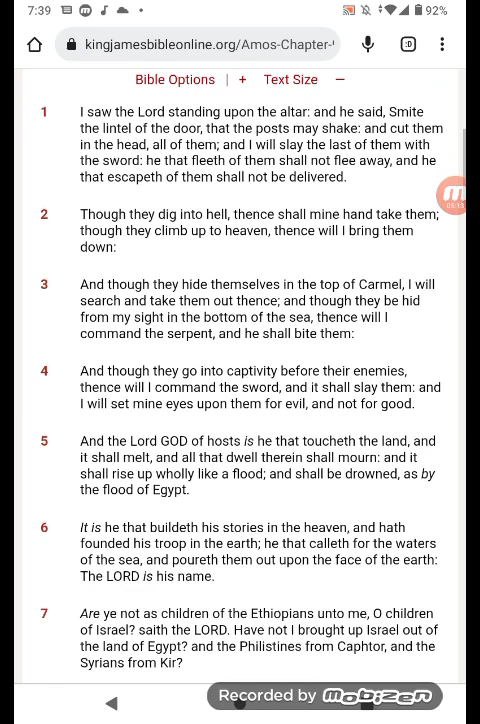 7:39 92%
kingjamesbibleonline.org/Amos-Chapter- :D
Bible Options | + Text Size −
1 I saw the Lord standing upon the altar: and he said, Smite
the lintel of the door, that the posts may shake: and cut them
in the head, all of them; and I will slay the last of them with
the sword: he that fleeth of them shall not flee away, and he
that escapeth of them shall not be delivered.
05:13
2 Though they dig into hell, thence shall mine hand take them;
though they climb up to heaven, thence will I bring them
down:
3 And though they hide themselves in the top of Carmel, I will
search and take them out thence; and though they be hid
from my sight in the bottom of the sea, thence will I
command the serpent, and he shall bite them:
4 And though they go into captivity before their enemies,
thence will I command the sword, and it shall slay them: and
I will set mine eyes upon them for evil, and not for good.
5 And the Lord GOD of hosts is he that toucheth the land, and
it shall melt, and all that dwell therein shall mourn: and it
shall rise up wholly like a flood; and shall be drowned, as by
the flood of Egypt.
6 It is he that buildeth his stories in the heaven, and hath
founded his troop in the earth; he that calleth for the waters
of the sea, and poureth them out upon the face of the earth:
The LORD is his name.
7 Are ye not as children of the Ethiopians unto me, O children
of Israel? saith the LORD. Have not I brought up Israel out of
the land of Egypt? and the Philistines from Caphtor, and the
Syrians from Kir?
Recorded by mobizen